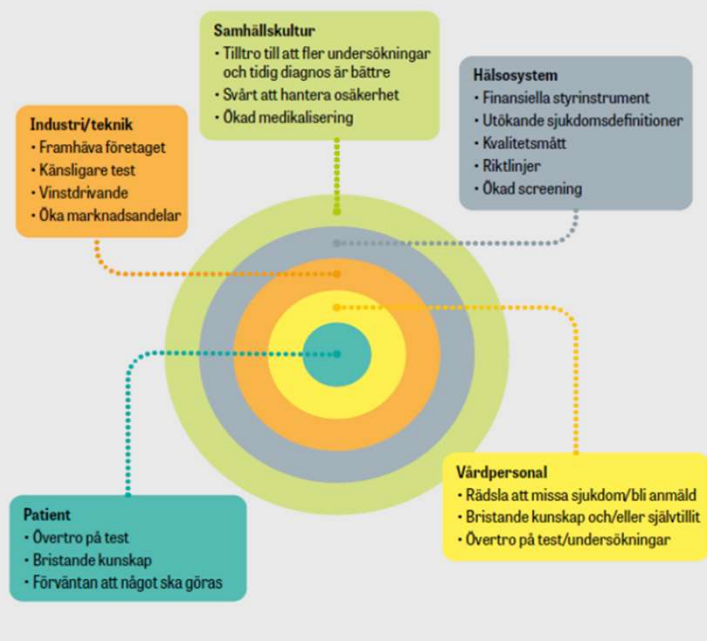 Samhällskultur
• Tilltro till att fler undersökningar
och tidig diagnos är bättre
• Svårt att hantera osäkerhet
• Ökad medikalisering
Hälsosystem
• Finansiella styrinstrument
• Utökande sjukdomsdefinitioner
• Kvalitetsmått
• Riktlinjer
• Ökad screening
Industri/teknik
• Framhäva företaget
• Känsligare test
• Vinstdrivande
• Öka marknadsandelar
Vårdpersonal
• Rädsla att missa sjukdom/bli anmäld
• Bristande kunskap och/eller självtillit
• Övertro på test/undersökningar
Patient
• Övertro på test
• Bristande kunskap
• Förväntan att något ska göras